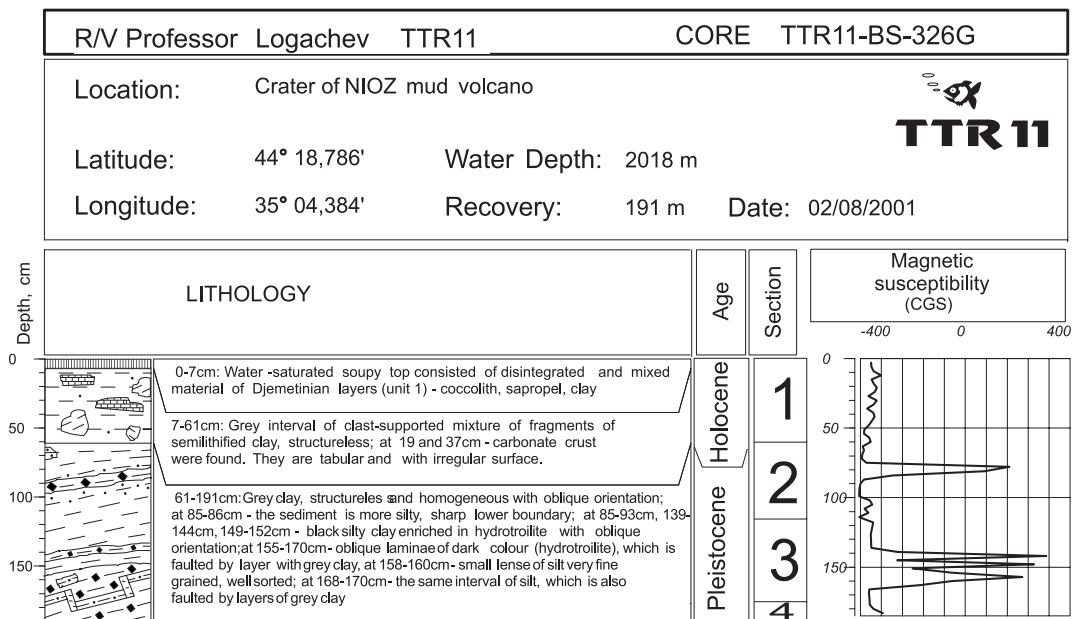 R/V Professor Logachev TTR11 CORE TTR11-BS-326G
Location: Crater of NIOZ mud volcano
TTR 11
Latitude: 44° 18,786' Water Depth: 2018 m
Longitude: 35° 04,384' Recovery: 191 m Date: 02/08/2001
Depth, cm
LITHOLOGY
Age
Section
Magnetic
susceptibility
(CGS)
-400 0 400
0
50
100
150
0-7cm: Water -saturated soupy top consisted of disintegrated and mixed
material of Djemetinian layers (unit 1) - coccolith, sapropel, clay
7-61cm: Grey interval of clast-supported mixture of fragments of
semilithified clay, structureless; at 19 and 37cm - carbonate crust
were found. They are tabular and with irregular surface.
61-191cm: Grey clay, structureles sand homogeneous with oblique orientation;
at 85-86cm - the sediment is more silty, sharp lower boundary; at 85-93cm, 139-
144cm, 149-152cm - black silty clay enriched in hydrotroilite with oblique
orientation; at 155-170cm - oblique laminae of dark colour (hydrotroilite), which is
faulted by layer with grey clay, at 158-160cm - small lense of silt very fine
grained, well sorted; at 168-170cm - the same interval of silt, which is also
faulted by layers of grey clay
Holocene
Pleistocene
1
2
3
4
0
50
100
150